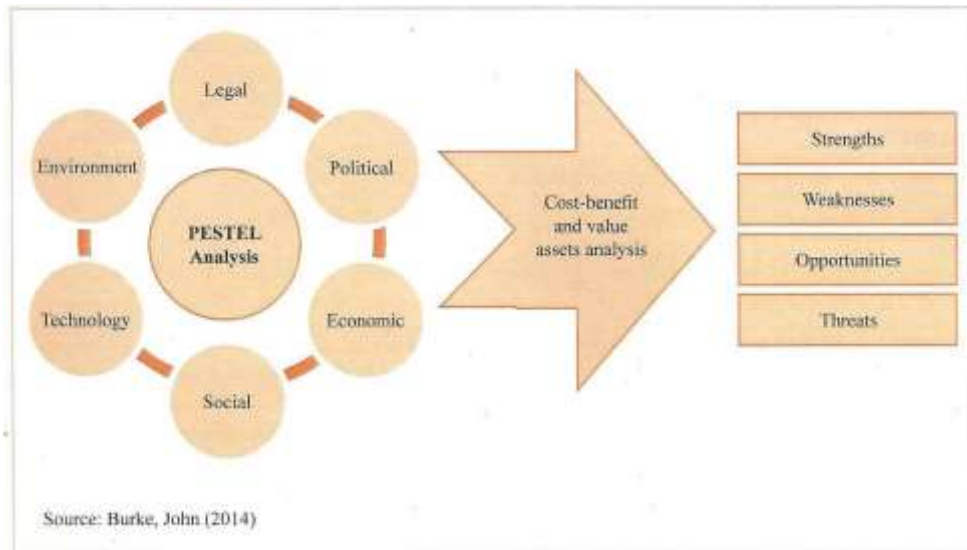 Legal
Political
Economic
Social
Technology
Environment
PESTEL
Analysis
Cost-benefit
and value
assets analysis
Strengths
Weaknesses
Opportunities
Threats
Source: Burke, John (2014)